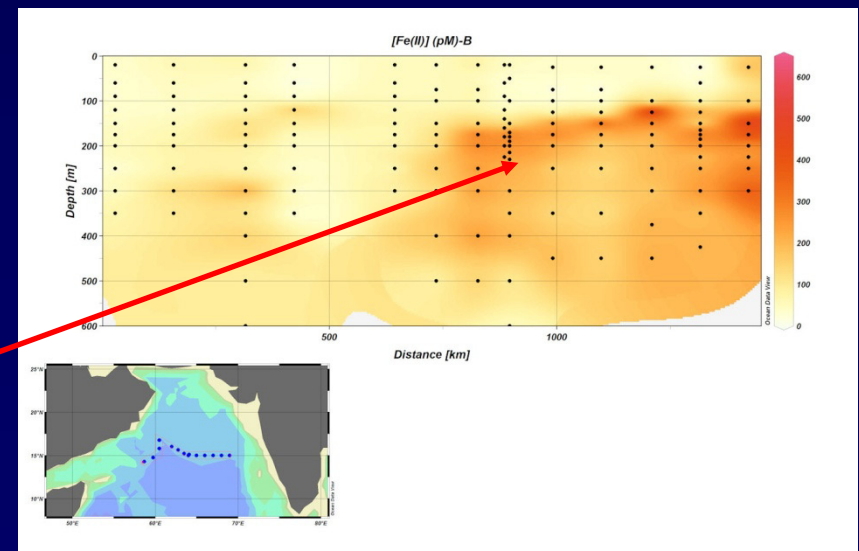 [Fe(II)] (pM)-B
0
100
200
300
400
500
600
Depth [m]
500
1000
Distance [km]
600
500
400
300
200
100
0
Ocean Data View
25°N
20°N
15°N
10°N
50°E
60°E
70°E
80°E
Ocean Data View